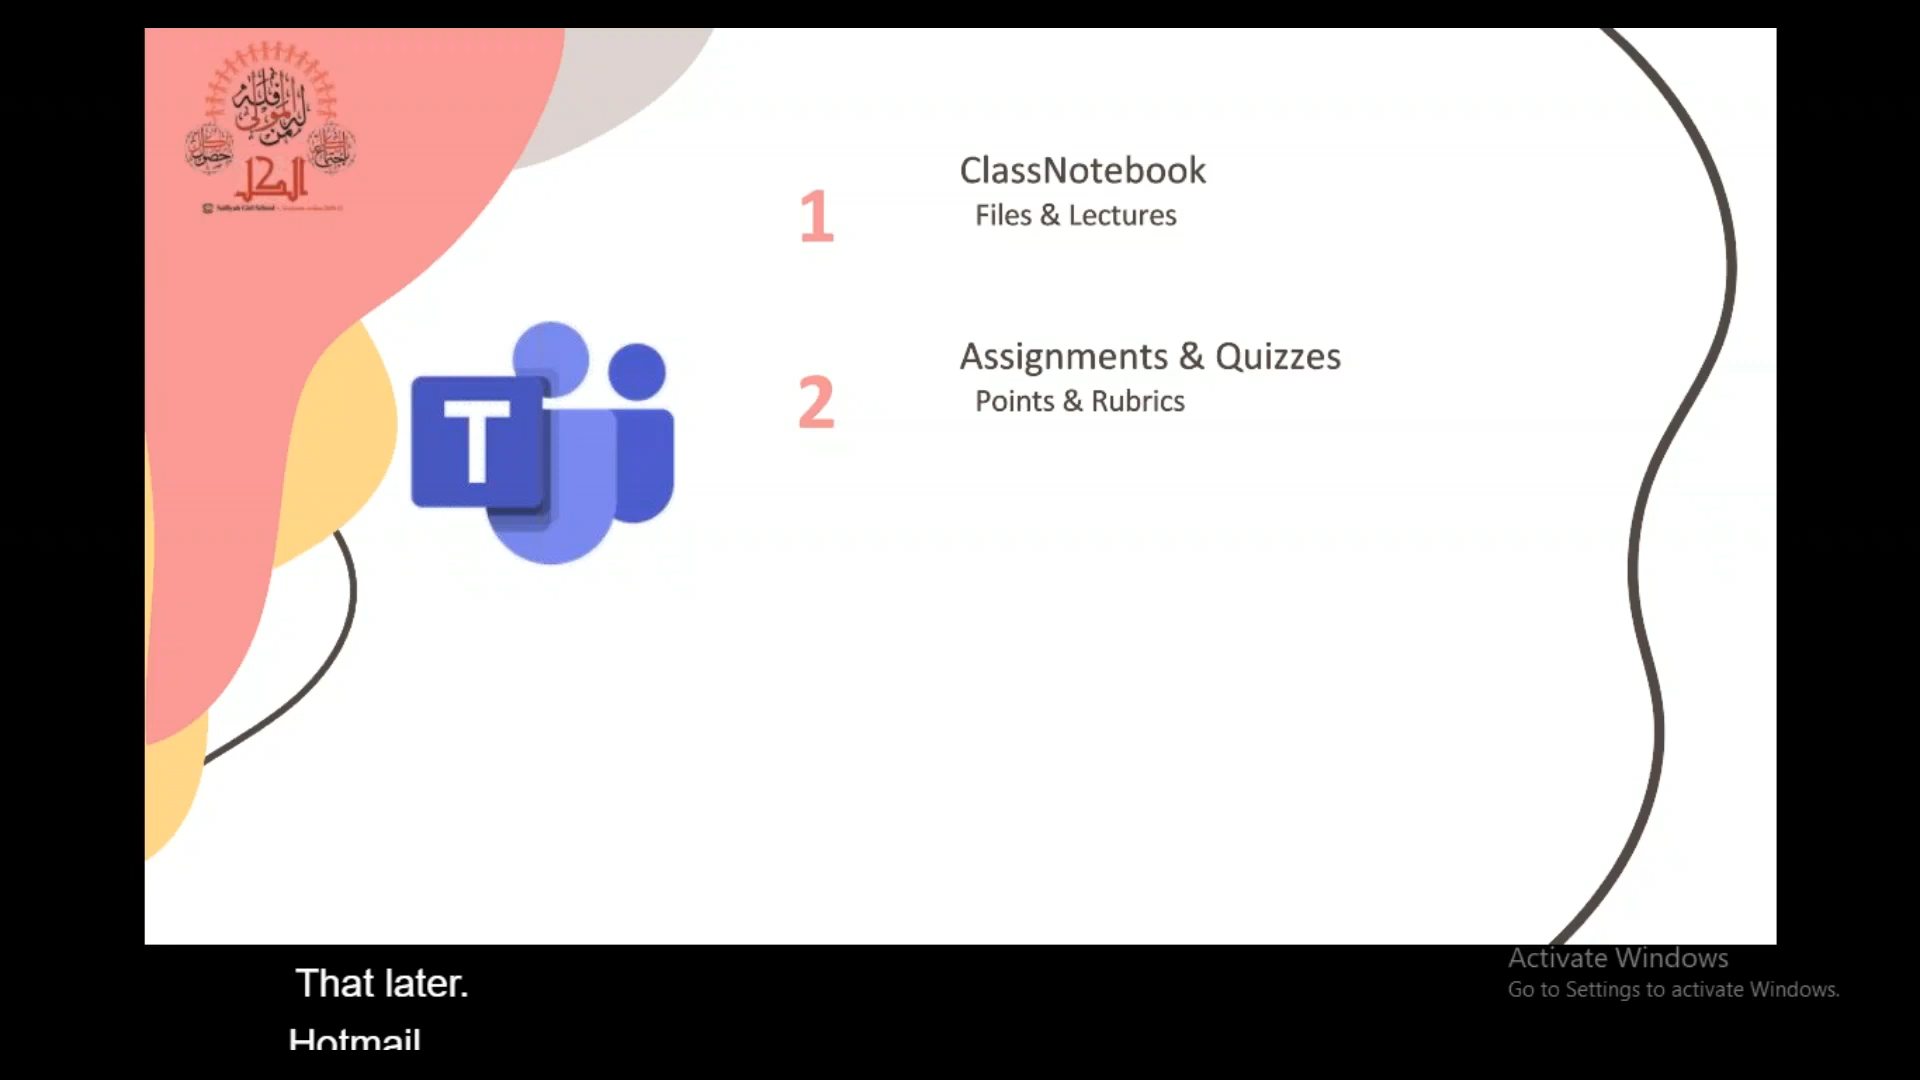 الكل
ClassNotebook
1
Files & Lectures
T
Assignments & Quizzes
2
Points & Rubrics
That later.
Hotmail
Activate Windows
Go to Settings to activate Windows.